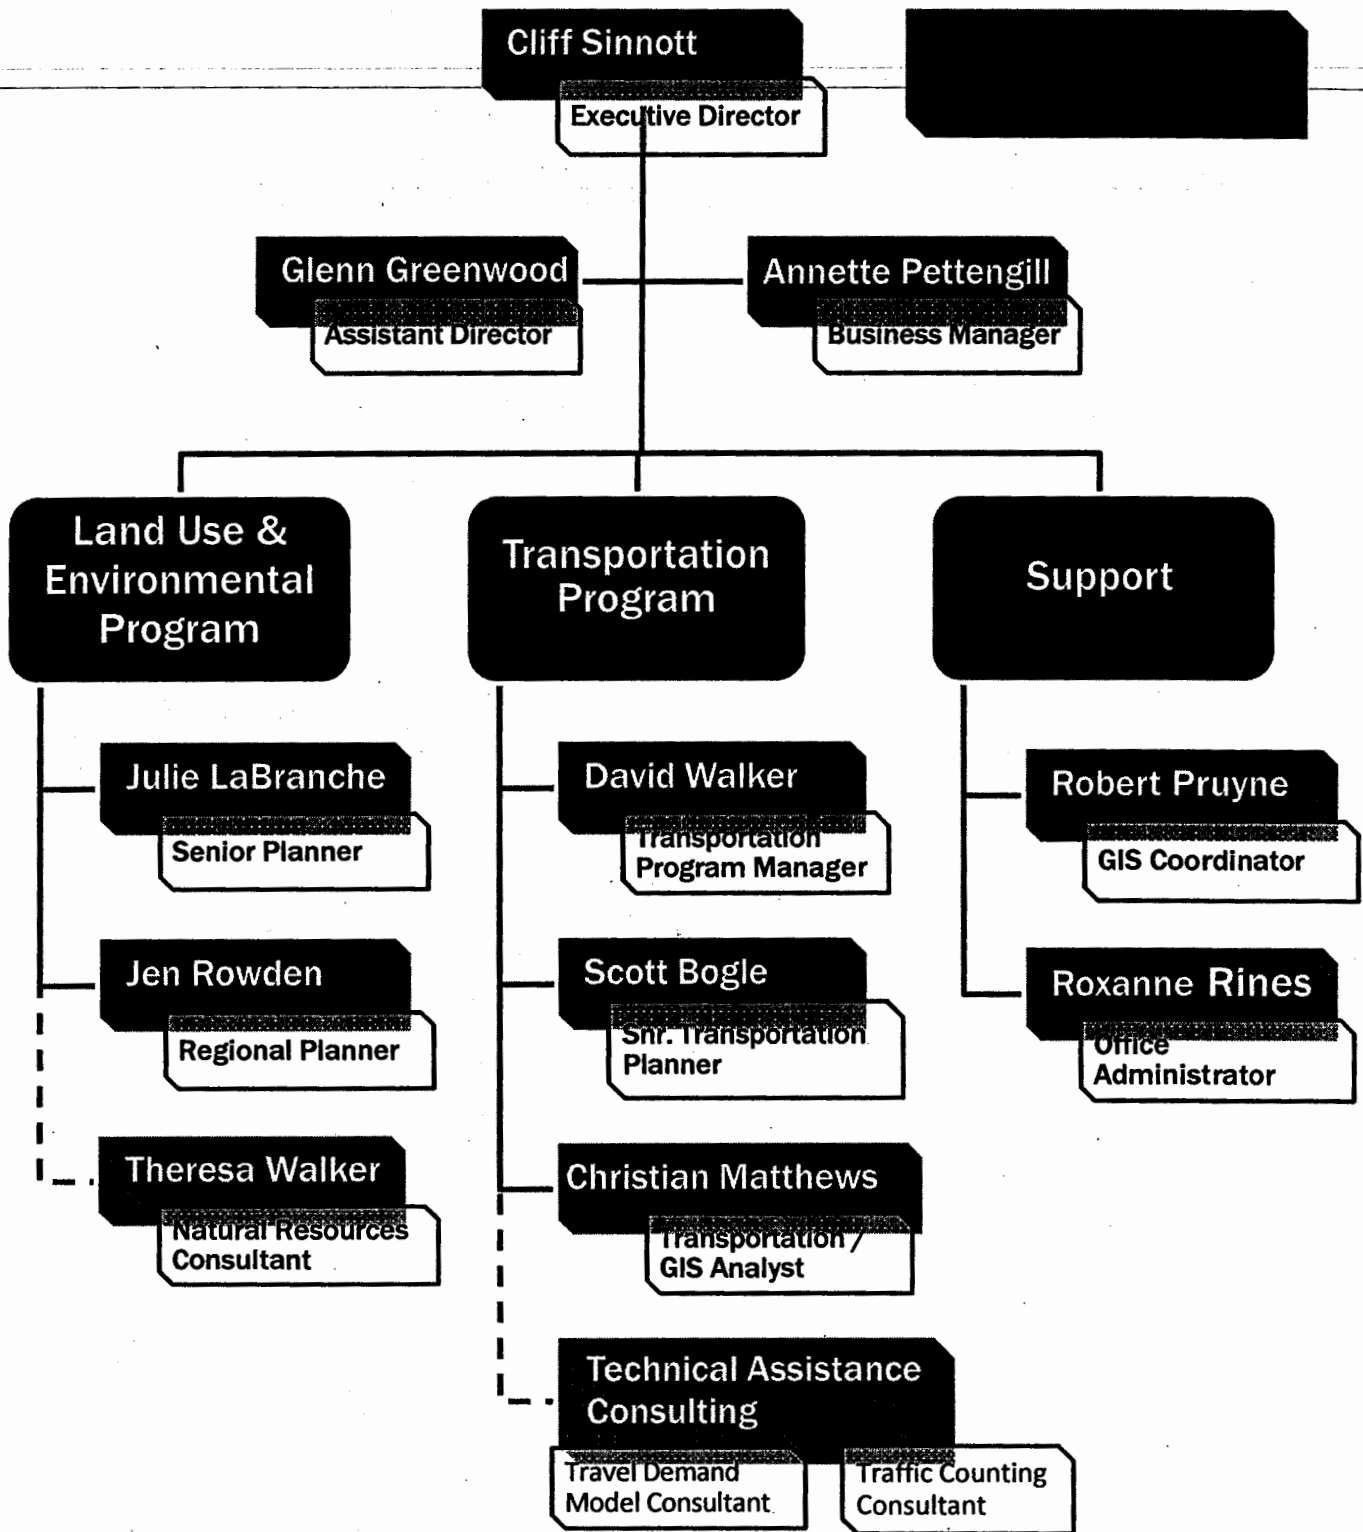 Cliff Sinnott
Executive Director
Glenn Greenwood
Assistant Director
Annette Pettengill
Business Manager
Land Use &
Environmental
Program
Julie LaBranche
Senior Planner
Jen Rowden
Regional Planner
Theresa Walker
Natural Resources
Consultant
Transportation
Program
David Walker
Transportation
Program Manager
Scott Bogle
Snr. Transportation
Planner
Christian Matthews
Transportation /
GIS Analyst
Technical Assistance
Consulting
Travel Demand
Model Consultant
Traffic Counting
Consultant
Support
Robert Pruyne
GIS Coordinator
Roxanne Rines
Office
Administrator